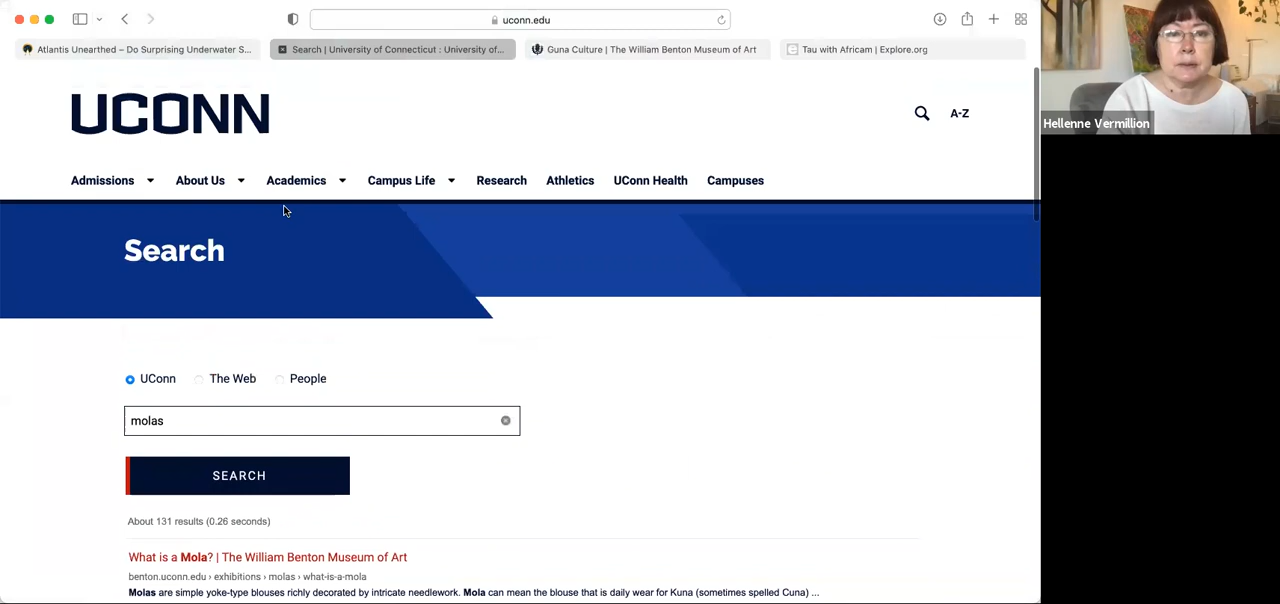 uconn.edu
Atlantis Unearthed – Do Surprising Underwater S...
Search | University of Connecticut : University of...
Guna Culture | The William Benton Museum of Art
Tau with Africam | Explore.org
UCONN
A-Z
Admissions
About Us
Academics
Campus Life
Research
Athletics
UConn Health
Campuses
Search
UConn
The Web
People
molas
SEARCH
About 131 results (0.26 seconds)
What is a Mola? | The William Benton Museum of Art
benton.uconn.edu › exhibitions › molas › what-is-a-mola
Molas are simple yoke-type blouses richly decorated by intricate needlework. Mola can mean the blouse that is daily wear for Kuna (sometimes spelled Cuna) ...
Hellenne Vermillion